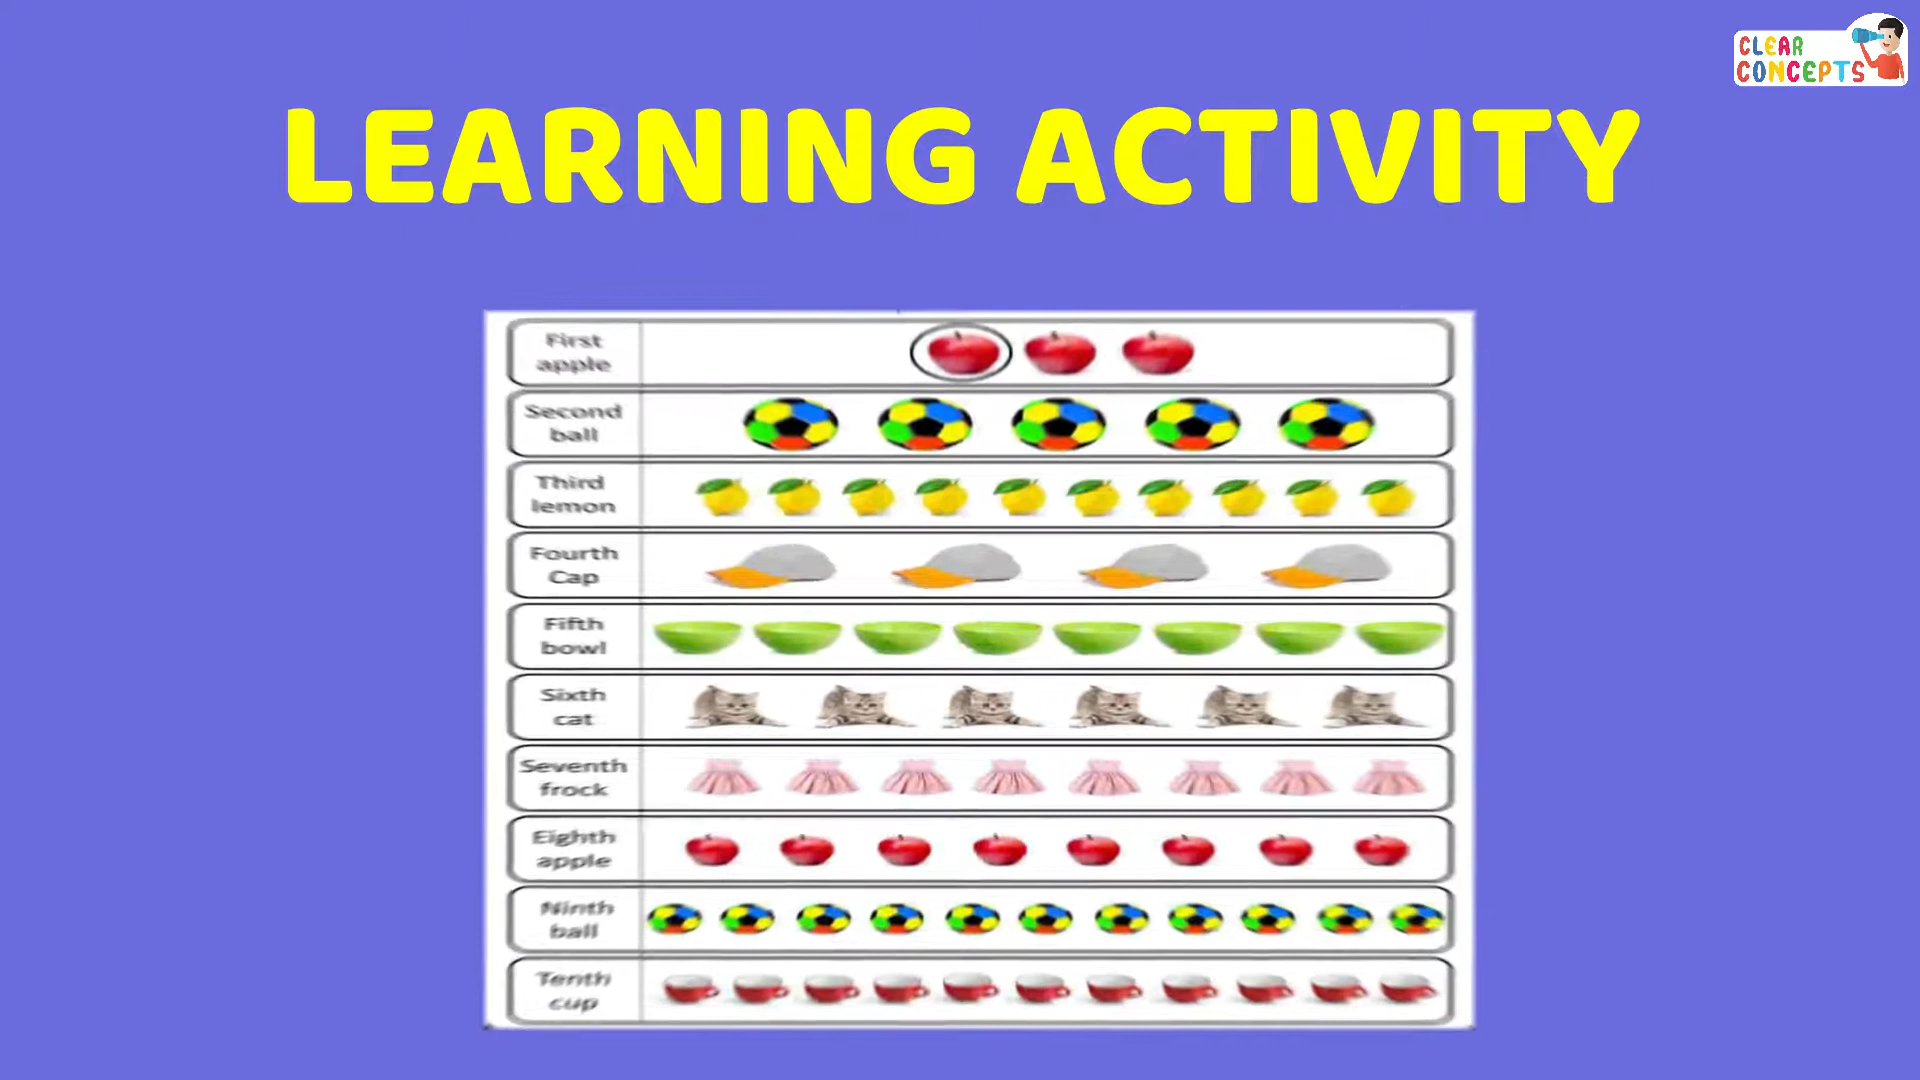 CLEAR
CONCEPTS
LEARNING ACTIVITY
First
apple
Second
ball
Third
lemon
Fourth
Cap
Fifth
bowl
Sixth
cat
Seventh
frock
Eighth
apple
Ninth
ball
Tenth
cup